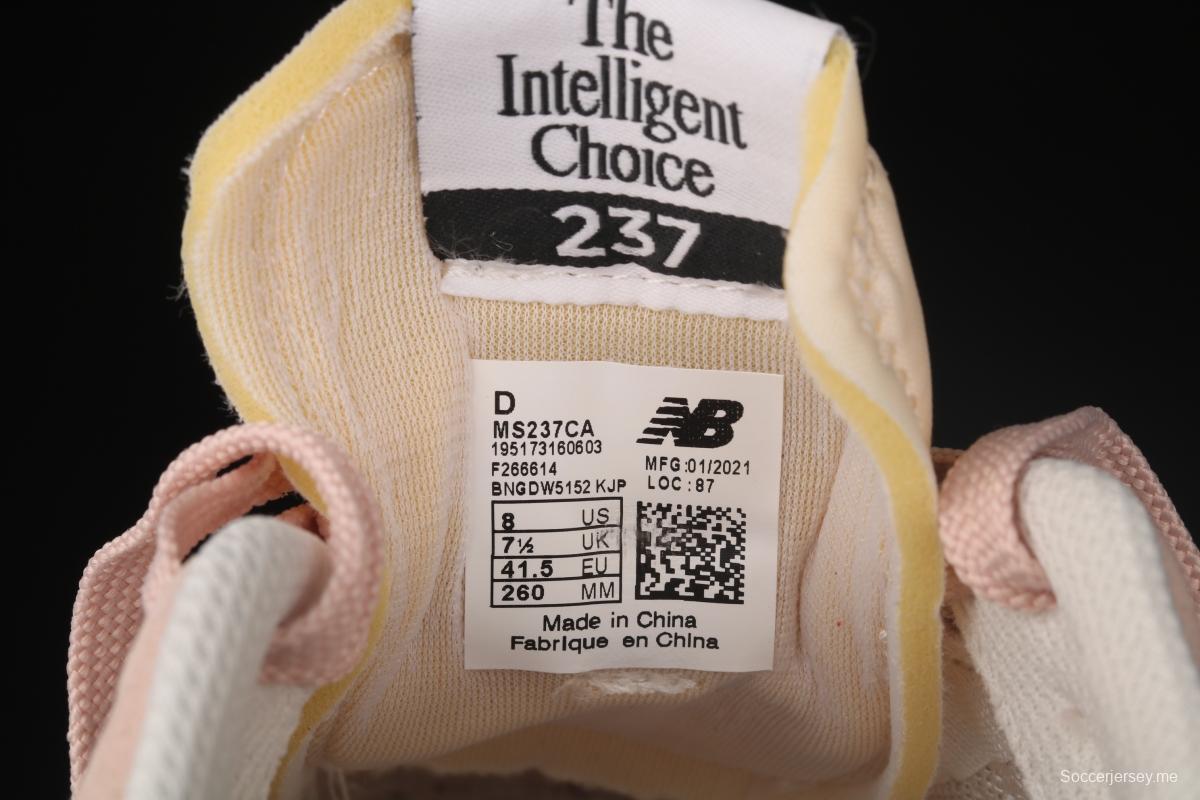 The
Intelligent
Choice
237
D
MS237CA
195173160603
F266614
BNGDW5152 KJP
NB
MFG:01/2021
LOC:87
8 US
7½ UK
41.5 EU
260 MM
Made in China
Fabrique en China
Soccerjersey.me